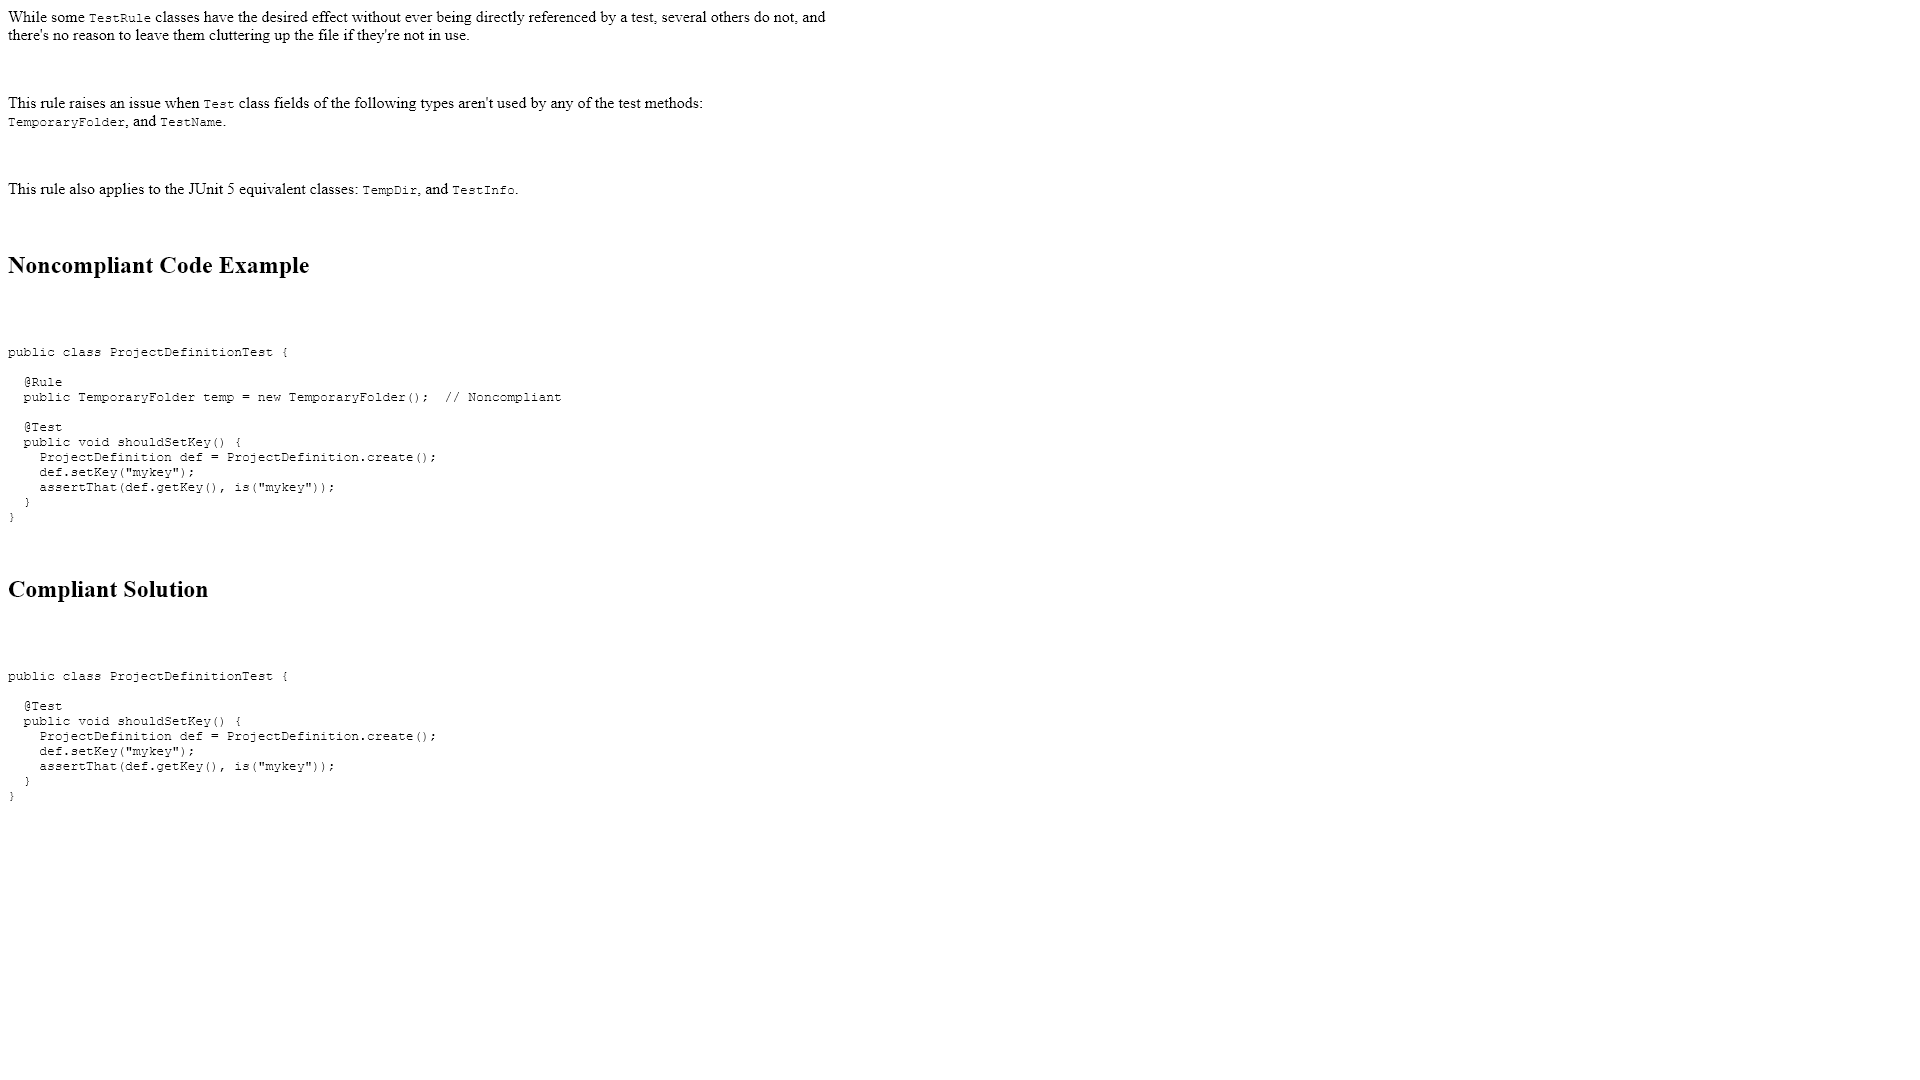 While some TestRule classes have the desired effect without ever being directly referenced by a test, several others do not, and
there's no reason to leave them cluttering up the file if they're not in use.
This rule raises an issue when Test class fields of the following types aren't used by any of the test methods:
TemporaryFolder, and TestName.
This rule also applies to the JUnit 5 equivalent classes: TempDir, and TestInfo.
Noncompliant Code Example
public class ProjectDefinitionTest {
  @Rule
  public TemporaryFolder temp = new TemporaryFolder();  // Noncompliant
  @Test
  public void shouldSetKey() {
    ProjectDefinition def = ProjectDefinition.create();
    def.setKey("mykey");
    assertThat(def.getKey(), is("mykey"));
  }
}
Compliant Solution
public class ProjectDefinitionTest {
  @Test
  public void shouldSetKey() {
    ProjectDefinition def = ProjectDefinition.create();
    def.setKey("mykey");
    assertThat(def.getKey(), is("mykey"));
  }
}